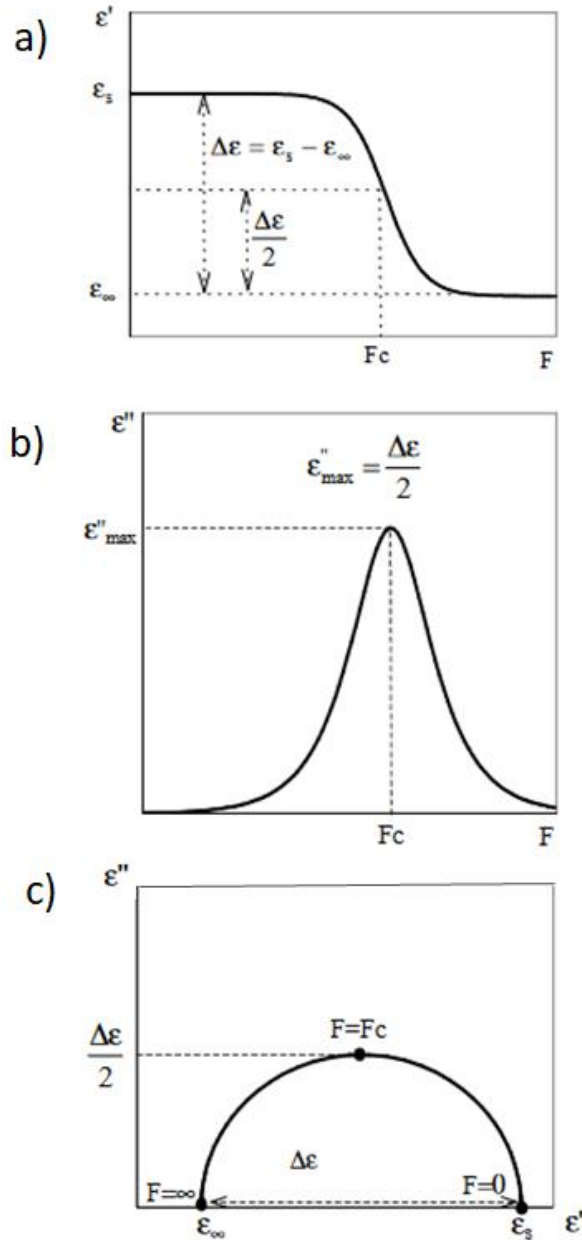 a)
ε'
εₛ
Δε = εₛ − ε∞
Δε/2
ε∞
Fc
F
b)
ε"
ε"max = Δε/2
ε"max
Fc
F
c)
ε"
F=Fc
Δε/2
Δε
F=∞
F=0
ε∞
εₛ
ε'